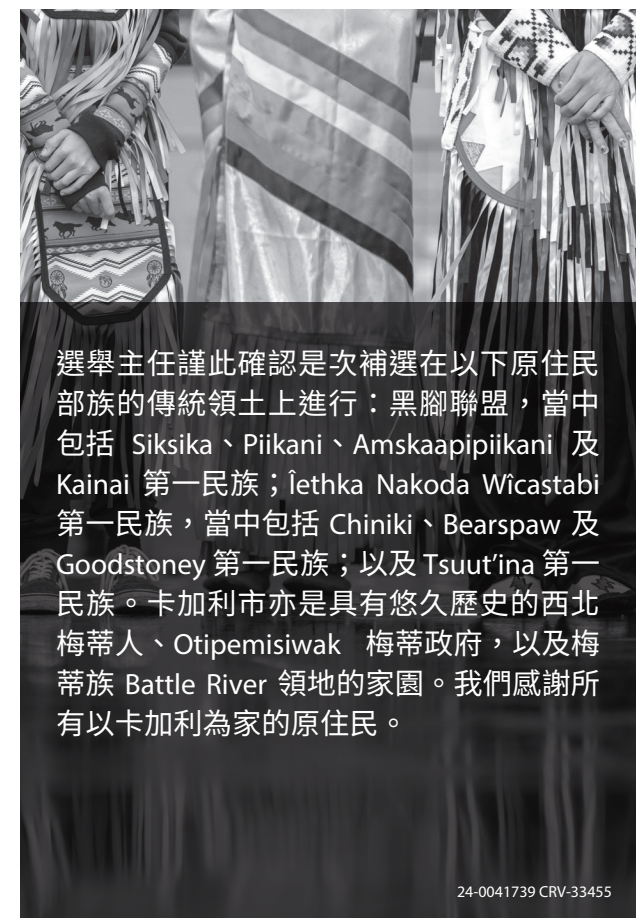 選舉主任謹此確認是次補選在以下原住民
部族的傳統領土上進行：黑腳聯盟，當中
包括 Siksika、Piikani、Amskaapipiikani 及
Kainai 第一民族；Îethka Nakoda Wîcastabi
第一民族，當中包括 Chiniki、Bearspaw 及
Goodstoney 第一民族；以及 Tsuut’ina 第一
民族。卡加利市亦是具有悠久歷史的西北
梅蒂人、Otipemisiwak 梅蒂政府，以及梅
蒂族 Battle River 領地的家園。我們感謝所
有以卡加利為家的原住民。
24-0041739 CRV-33455